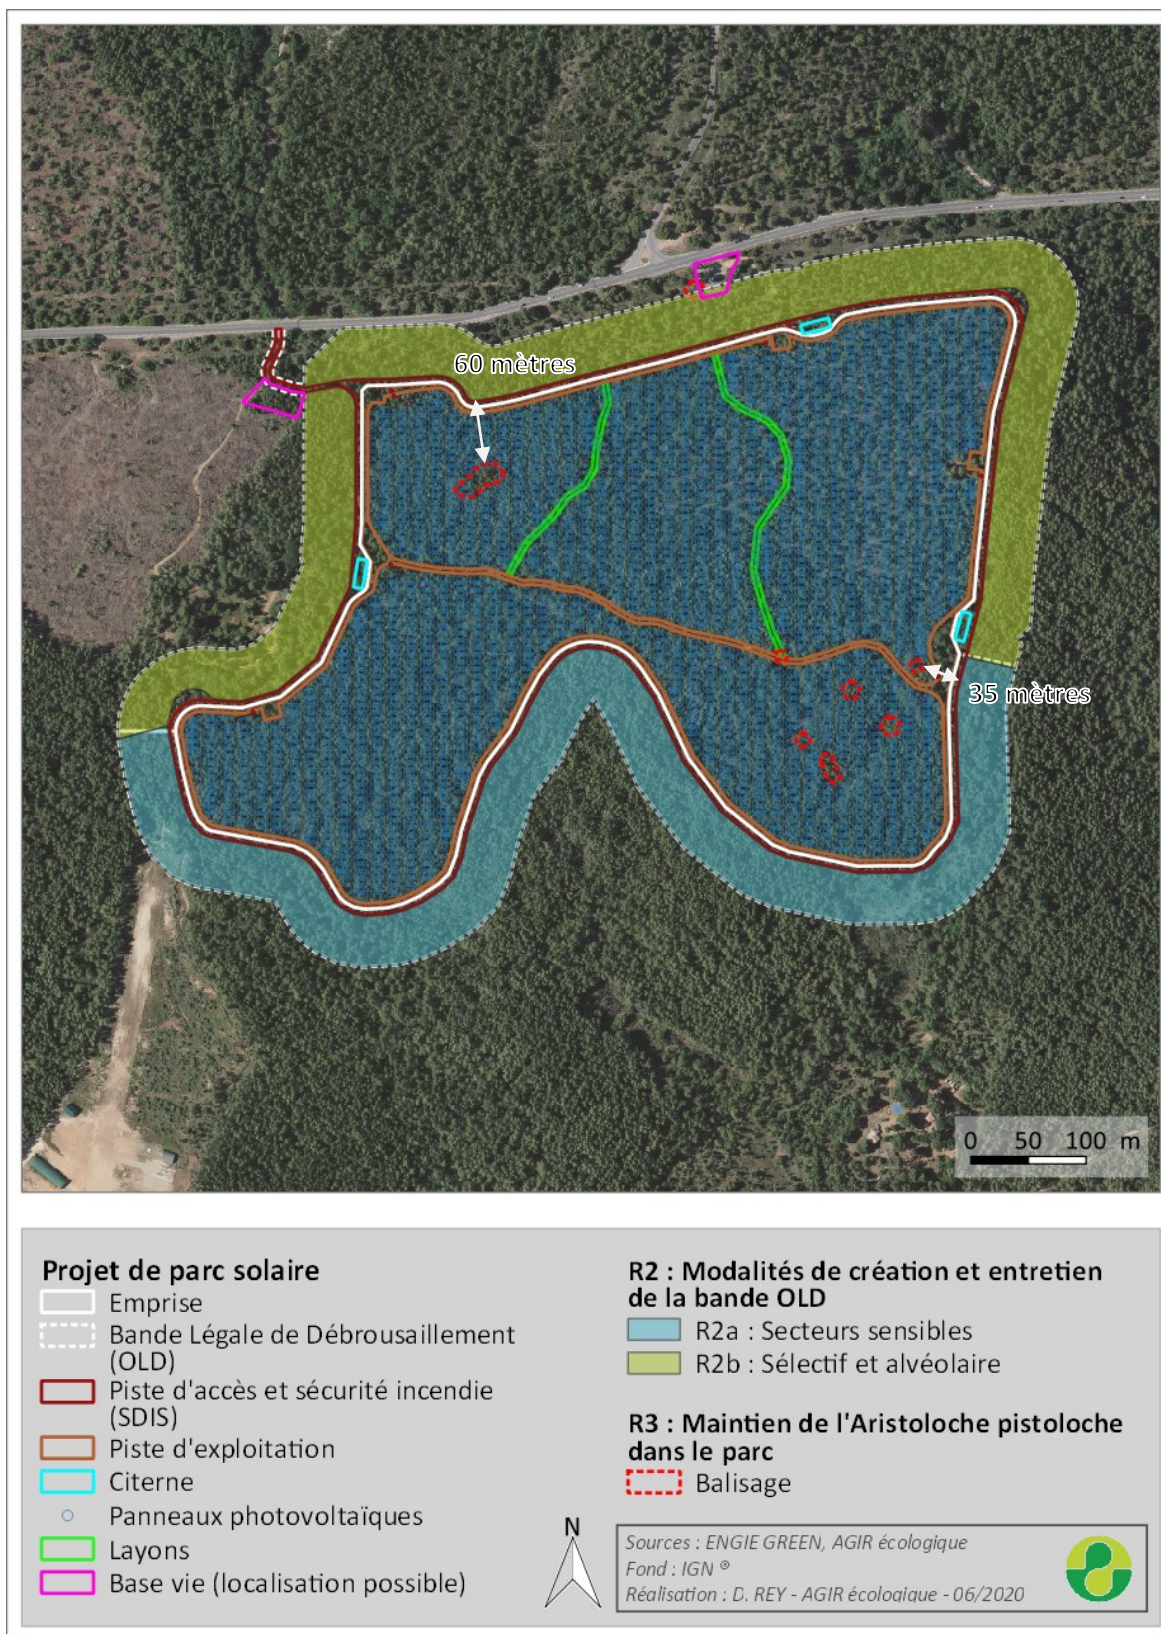 60 mètres
35 mètres
0 50 100 m
Projet de parc solaire
Emprise
Bande Légale de Débrousaillement
(OLD)
Piste d'accès et sécurité incendie
(SDIS)
Piste d'exploitation
Citerne
Panneaux photovoltaïques
Layons
Base vie (localisation possible)
N
R2 : Modalités de création et entretien
de la bande OLD
R2a : Secteurs sensibles
R2b : Sélectif et alvéolaire
R3 : Maintien de l'Aristoloche pistoloche
dans le parc
Balisage
Sources : ENGIE GREEN, AGIR écologique
Fond : IGN ®
Réalisation : D. REY - AGIR écologique - 06/2020